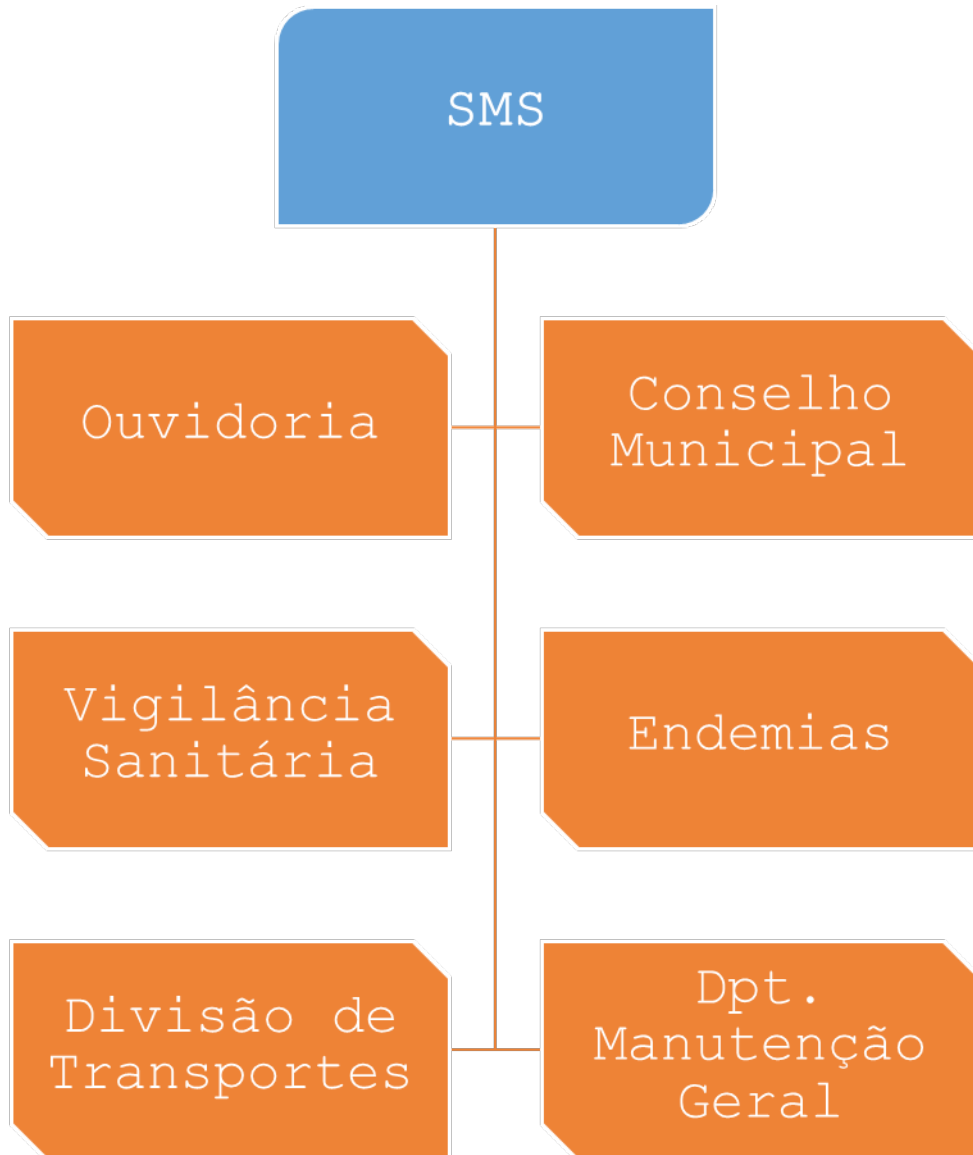 SMS
Ouvidoria
Conselho
Municipal
Vigilância
Sanitária
Endemias
Divisão de
Transportes
Dpt.
Manutenção
Geral